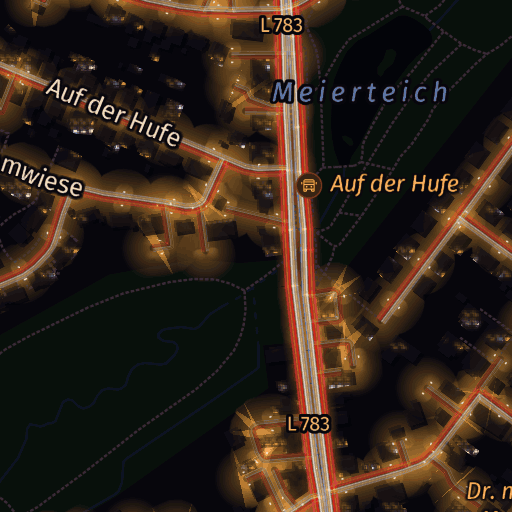 L 783
Auf der Hufe
Meierteich
mwiese
Auf der Hufe
L 783
Dr.